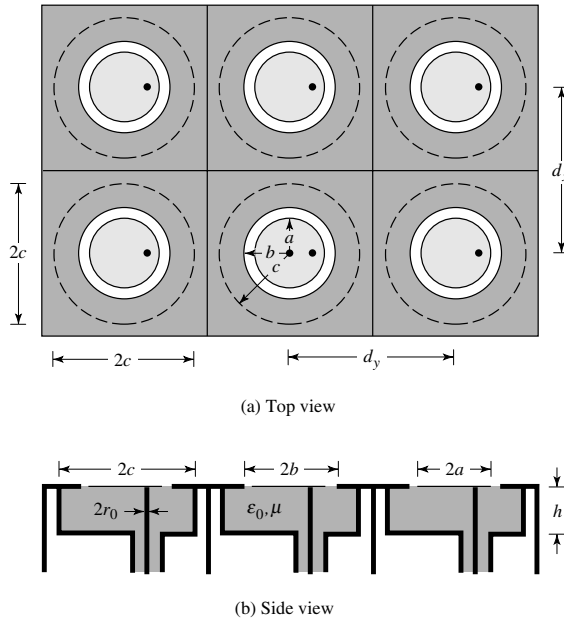 a
b
c
2c
d
2c
d_y
(a) Top view
2c
2b
2a
2r_0
ε_0, μ
h
(b) Side view